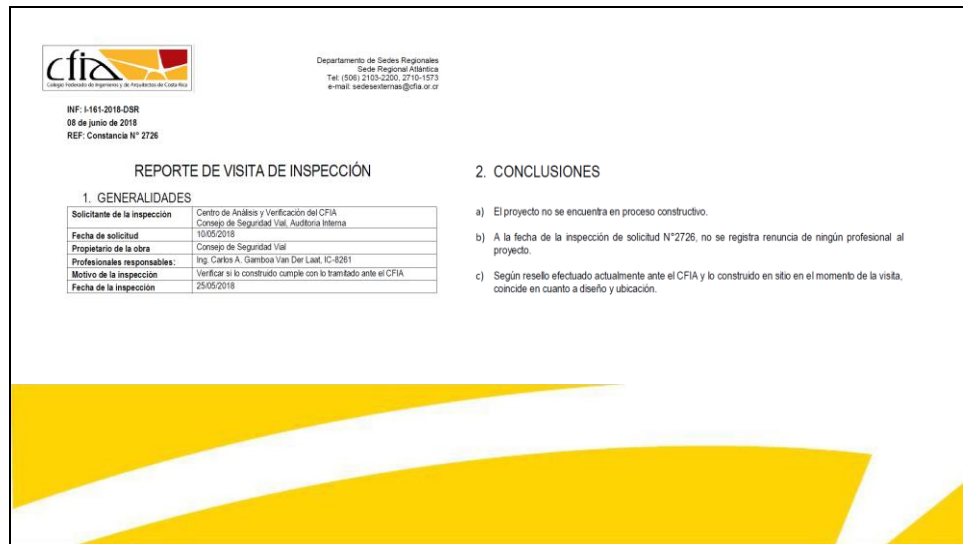 cfia
Colegio Federado de Ingenieros y de Arquitectos de Costa Rica
Departamento de Sedes Regionales
Sede Regional Atlántica
Tel: (506) 2103-2200, 2710-1573
e-mail: sedesexternas@cfia.or.cr
INF: I-161-2018-DSR
08 de junio de 2018
REF: Constancia N° 2726
REPORTE DE VISITA DE INSPECCIÓN
1. GENERALIDADES
Solicitante de la inspección Centro de Análisis y Verificación del CFIA
Consejo de Seguridad Vial, Auditoria Interna
Fecha de solicitud 10/05/2018
Propietario de la obra Consejo de Seguridad Vial
Profesionales responsables: Ing. Carlos A. Gamboa Van Der Laat, IC-8261
Motivo de la inspección Verificar si lo construido cumple con lo tramitado ante el CFIA
Fecha de la inspección 25/05/2018
2. CONCLUSIONES
a) El proyecto no se encuentra en proceso constructivo.
b) A la fecha de la inspección de solicitud N°2726, no se registra renuncia de ningún profesional al
proyecto.
c) Según resello efectuado actualmente ante el CFIA y lo construido en sitio en el momento de la visita,
coincide en cuanto a diseño y ubicación.